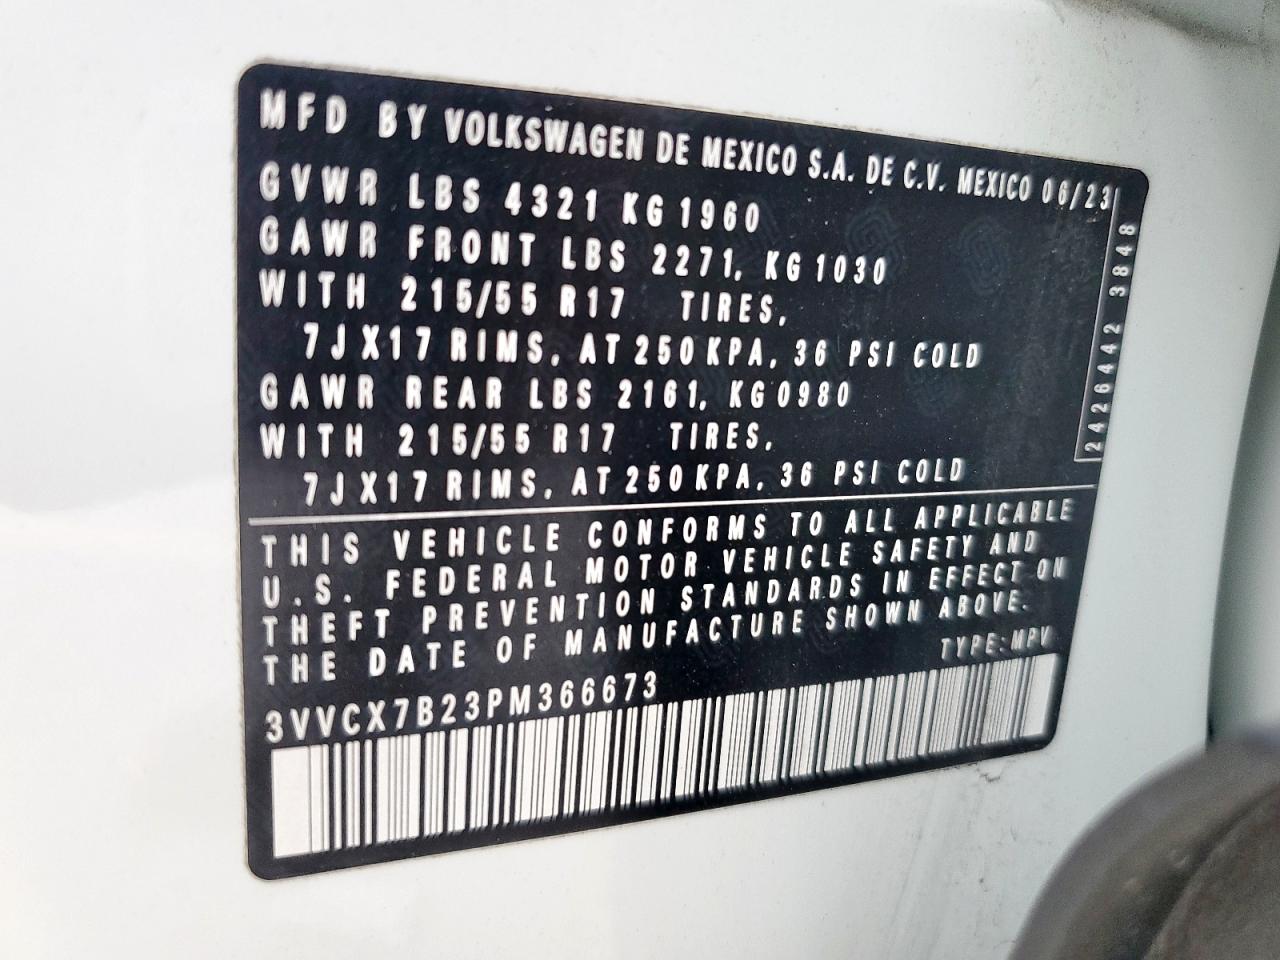 MFD BY VOLKSWAGEN DE MEXICO S.A. DE C.V. MEXICO 06/23
GVWR LBS 4321 KG 1960
GAWR FRONT LBS 2271, KG 1030
WITH 215/55 R17 TIRES,
7J X17 RIMS, AT 250 KPA, 36 PSI COLD
GAWR REAR LBS 2161, KG 0980
WITH 215/55 R17 TIRES,
7J X17 RIMS, AT 250 KPA, 36 PSI COLD
2426442 3848
THIS VEHICLE CONFORMS TO ALL APPLICABLE
U.S. FEDERAL MOTOR VEHICLE SAFETY AND
THEFT PREVENTION STANDARDS IN EFFECT ON
THE DATE OF MANUFACTURE SHOWN ABOVE.
TYPE: MPV
3VVCX7B23PM366673